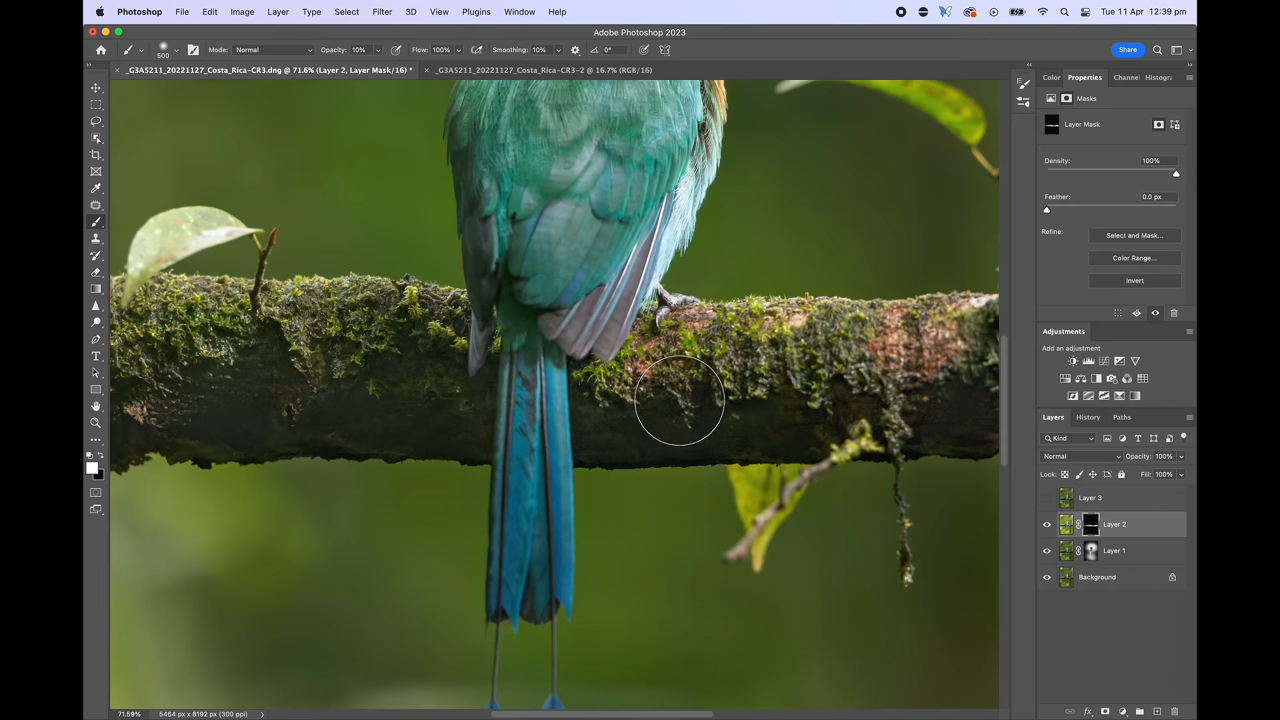 Photoshop File Edit Image Layer Type Select Filter 3D View Plugins Window Help Tue 11 Apr 12:39 pm
Adobe Photoshop 2023
500 Mode: Normal Opacity: 10% Flow: 100% Smoothing: 10% 0° Share
_G3A5211_20221127_Costa_Rica-CR3.dng @ 71.6% (Layer 2, Layer Mask/16) * _G3A5211_20221127_Costa_Rica-CR3-2 @ 16.7% (RGB/16)
Color Properties Channe Histogra
Masks
Layer Mask
Density: 100%
Feather: 0.0 px
Refine: Select and Mask...
Color Range...
Invert
Adjustments
Add an adjustment
Layers History Paths
Kind
Normal Opacity: 100%
Lock: Fill: 100%
Layer 3
Layer 2
Layer 1
Background
71.59% 5464 px x 8192 px (300 ppi)